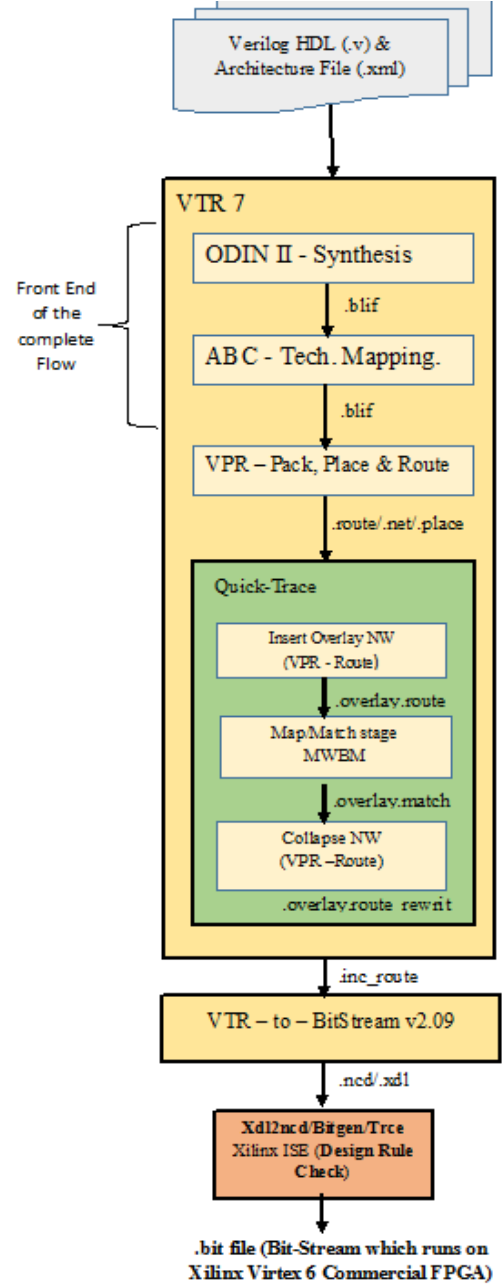 Verilog HDL (.v) &
Architecture File (.xml)
VTR 7
ODIN II - Synthesis
.blif
Front End
of the
complete
Flow
ABC - Tech. Mapping.
.blif
VPR – Pack, Place & Route
.route/.net/.place
Quick-Trace
Insert Overlay NW
(VPR - Route)
.overlay.route
Map/Match stage
MWBM
.overlay.match
Collapse NW
(VPR –Route)
.overlay.route_rewrit
.inc_route
VTR – to – BitStream v2.09
.ncd/.xdl
Xdl2ncd/Bitgen/Trce
Xilinx ISE (Design Rule
Check)
.bit file (Bit-Stream which runs on
Xilinx Virtex 6 Commercial FPGA)